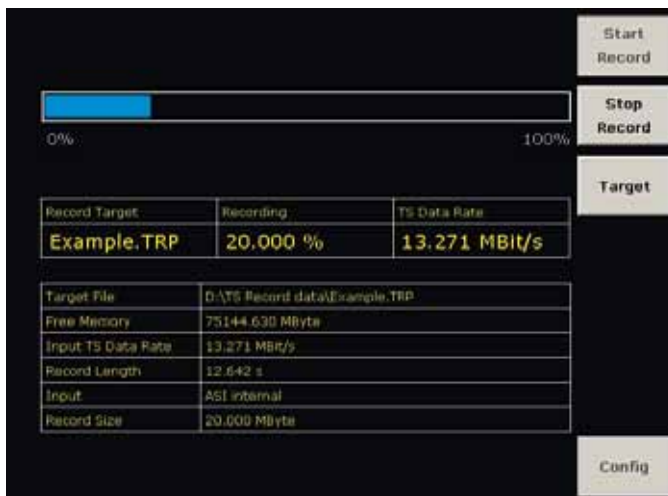 Start
Record
Stop
Record
0%
100%
Target
Record Target Recording TS Data Rate
Example.TRP 20.000 % 13.271 MBit/s
Target File D:\TS Record data\Example.TRP
Free Memory 75144.630 MByte
Input TS Data Rate 13.271 MBit/s
Record Length 12.642 s
Input ASI internal
Record Size 20.000 MByte
Config